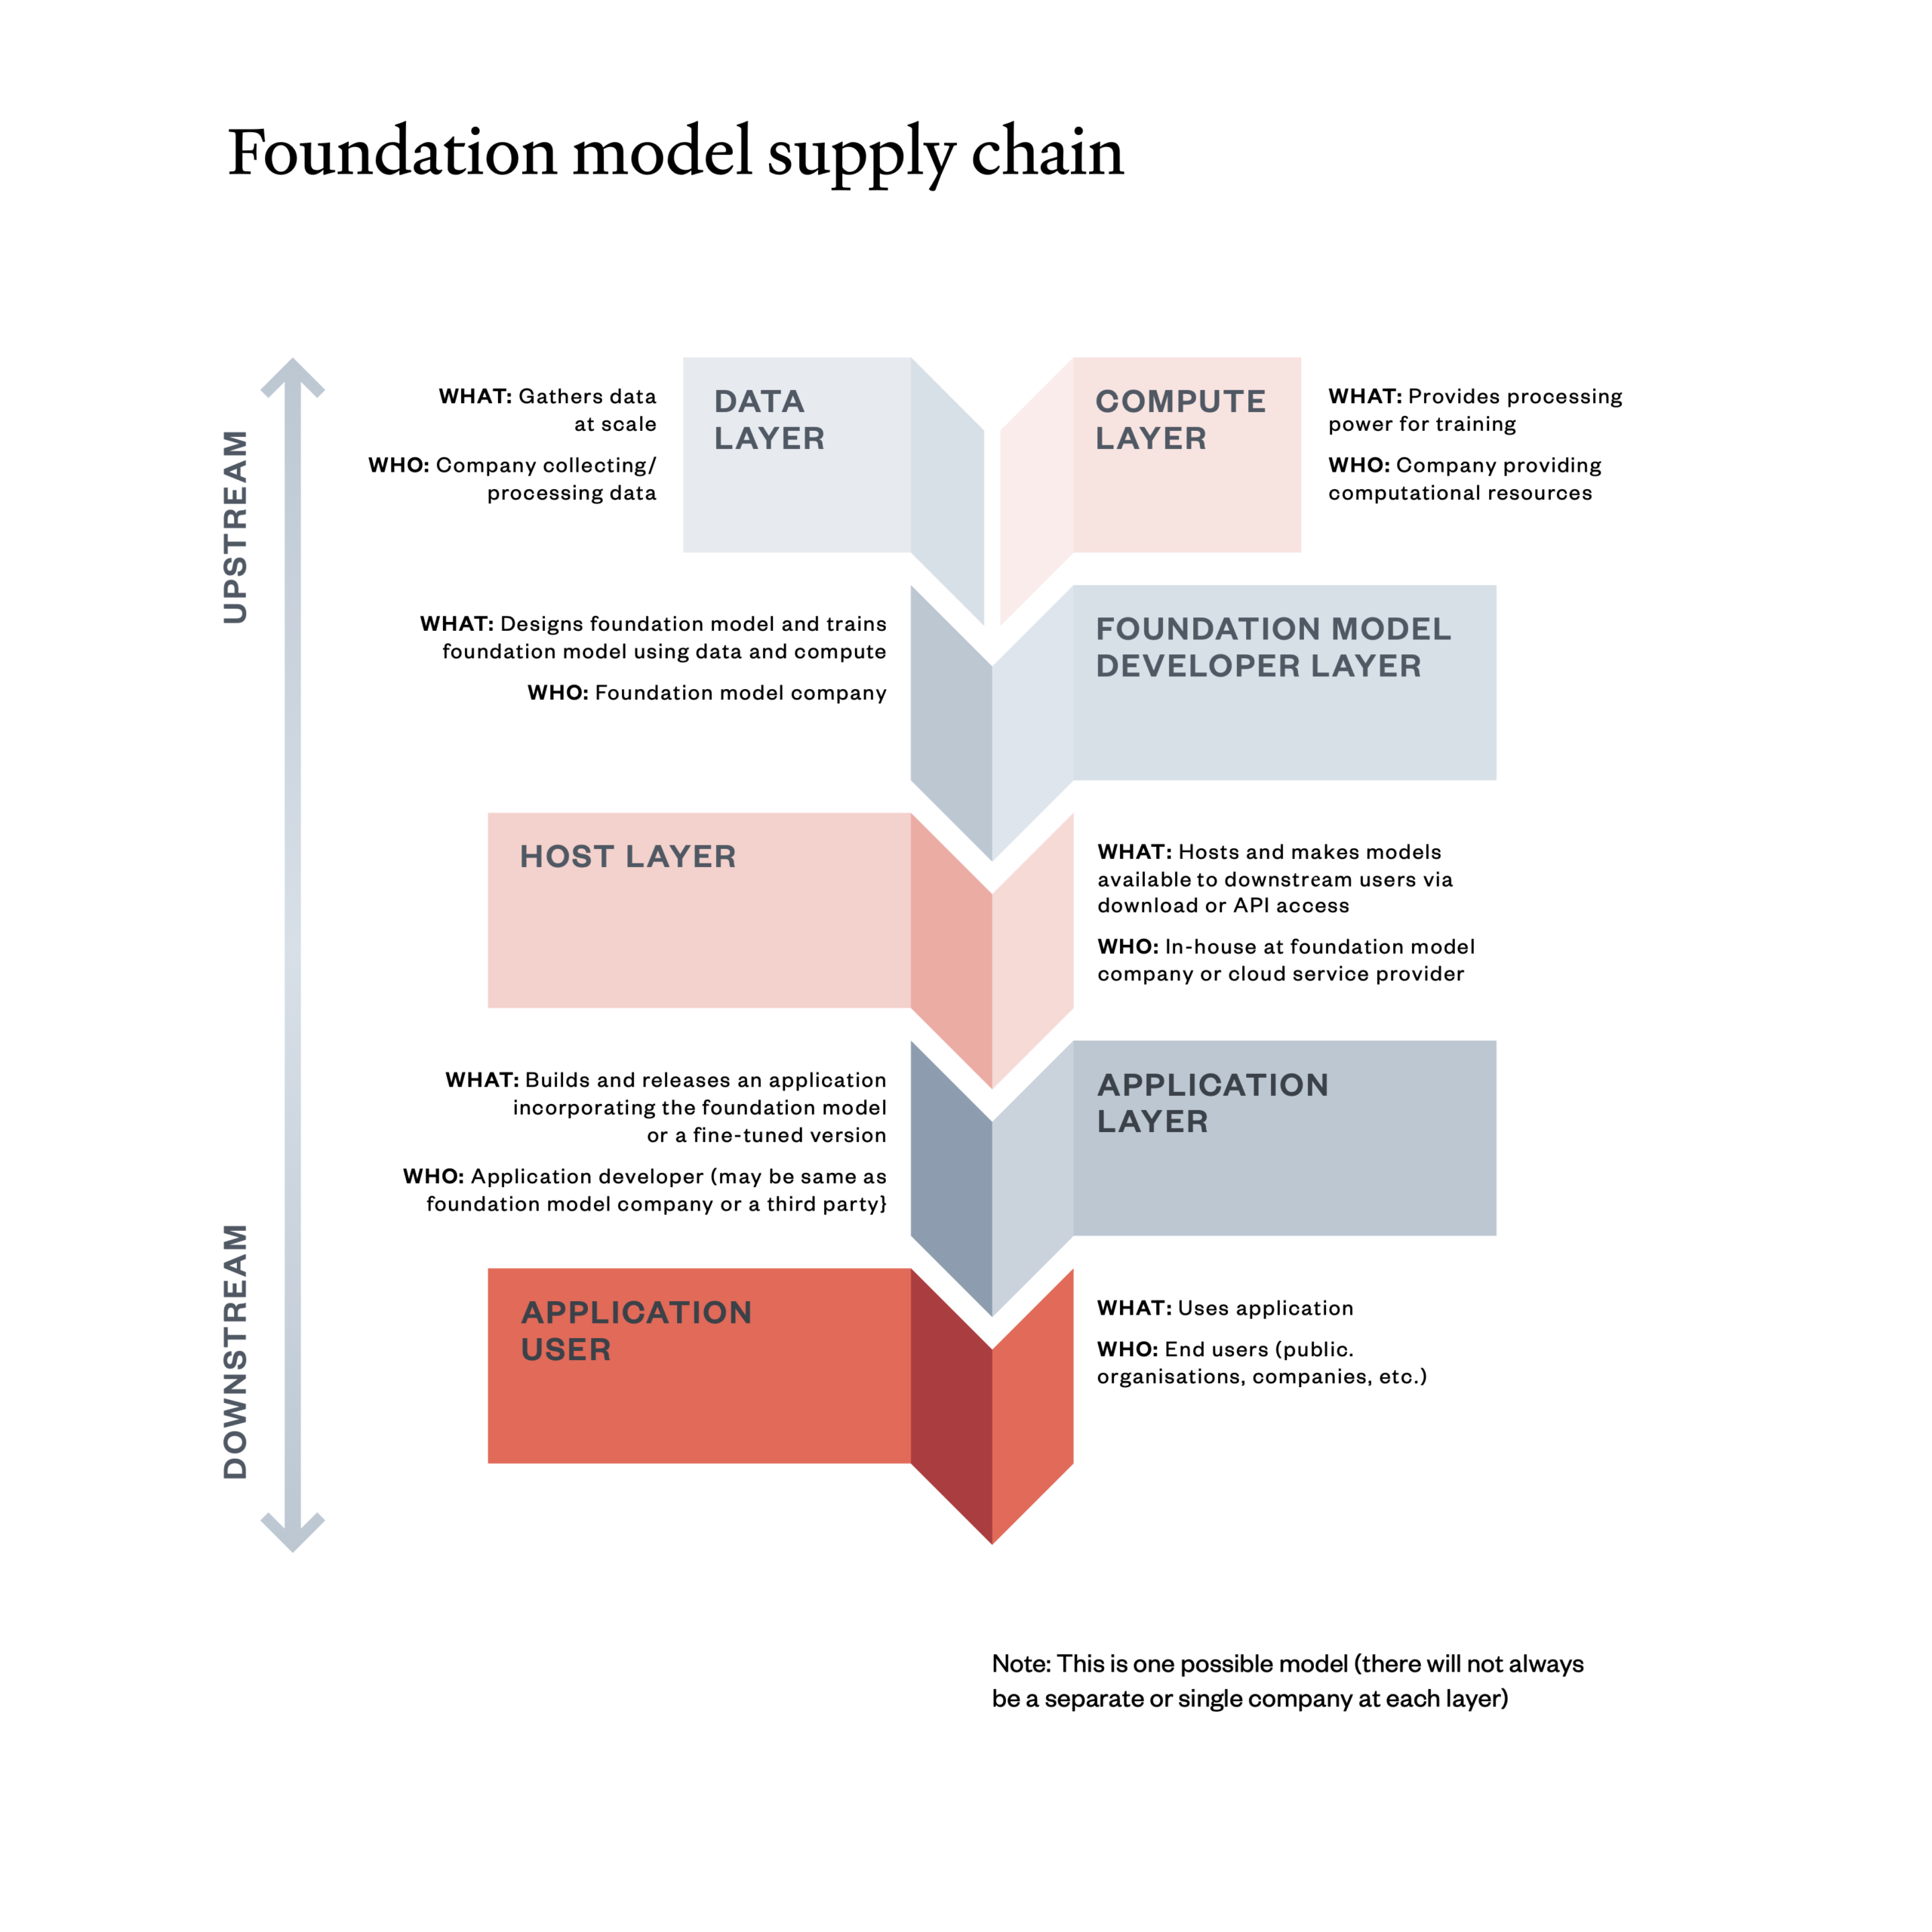 Foundation model supply chain
UPSTREAM
DOWNSTREAM
WHAT: Gathers data
at scale
WHO: Company collecting/
processing data
DATA
LAYER
COMPUTE
LAYER
WHAT: Provides processing
power for training
WHO: Company providing
computational resources
WHAT: Designs foundation model and trains
foundation model using data and compute
WHO: Foundation model company
FOUNDATION MODEL
DEVELOPER LAYER
HOST LAYER
WHAT: Hosts and makes models
available to downstream users via
download or API access
WHO: In-house at foundation model
company or cloud service provider
WHAT: Builds and releases an application
incorporating the foundation model
or a fine-tuned version
WHO: Application developer (may be same as
foundation model company or a third party}
APPLICATION
LAYER
APPLICATION
USER
WHAT: Uses application
WHO: End users (public.
organisations, companies, etc.)
Note: This is one possible model (there will not always
be a separate or single company at each layer)